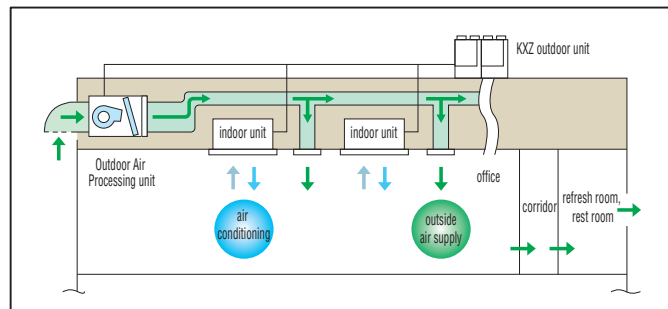 KXZ outdoor unit
indoor unit
indoor unit
Outdoor Air
Processing unit
office
corridor
refresh room,
rest room
air
conditioning
outside
air supply